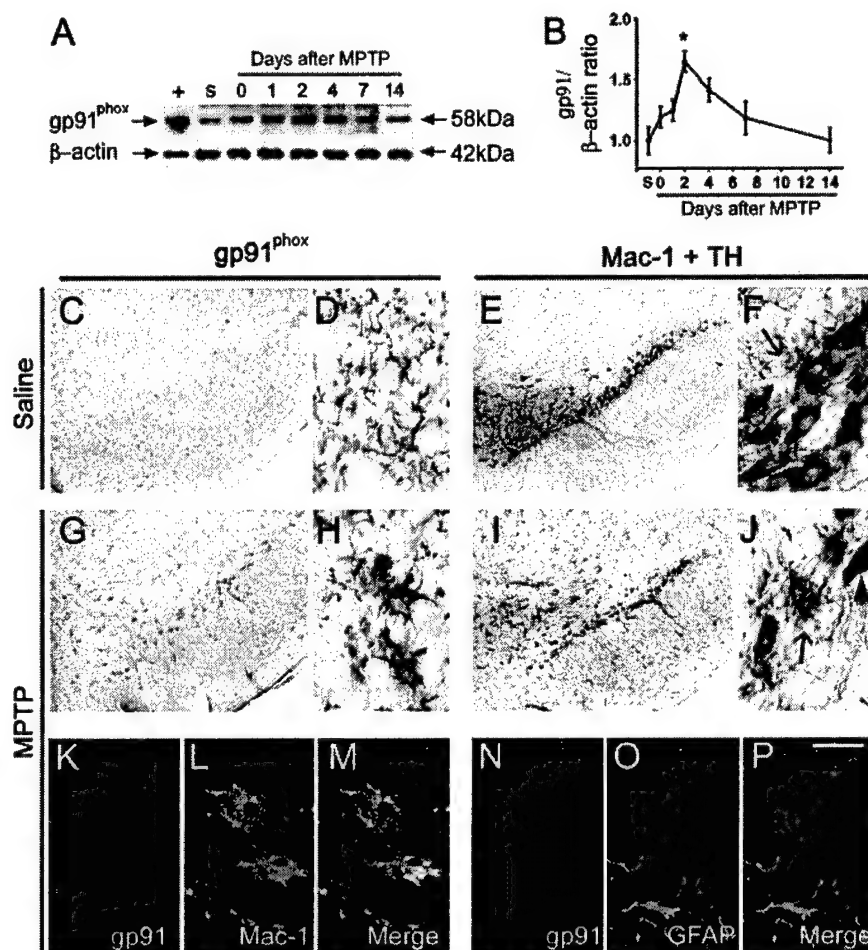 A
Days after MPTP
+ S 0 1 2 4 7 14
gp91phox
58kDa
β–actin
42kDa
B
gp91/
β–actin ratio
2.0
1.5
1.0
*
S 0 2 4 6 8 10 12 14
Days after MPTP
gp91phox
Mac-1 + TH
Saline
C D E F
MPTP
G H I J
K L M N O P
gp91 Mac-1 Merge gp91 GFAP Merge